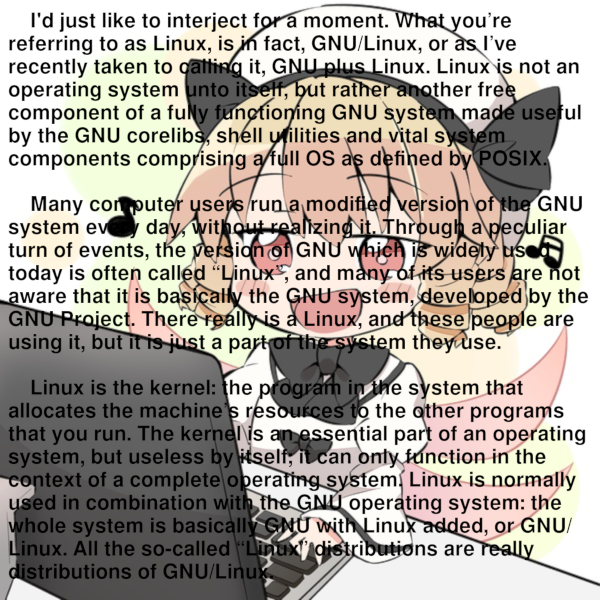 I'd just like to interject for a moment. What you’re
referring to as Linux, is in fact, GNU/Linux, or as I’ve
recently taken to calling it, GNU plus Linux. Linux is not an
operating system unto itself, but rather another free
component of a fully functioning GNU system made useful
by the GNU corelibs, shell utilities and vital system
components comprising a full OS as defined by POSIX.
Many computer users run a modified version of the GNU
system every day, without realizing it. Through a peculiar
turn of events, the version of GNU which is widely used
today is often called “Linux”, and many of its users are not
aware that it is basically the GNU system, developed by the
GNU Project. There really is a Linux, and these people are
using it, but it is just a part of the system they use.
Linux is the kernel: the program in the system that
allocates the machine’s resources to the other programs
that you run. The kernel is an essential part of an operating
system, but useless by itself; it can only function in the
context of a complete operating system. Linux is normally
used in combination with the GNU operating system: the
whole system is basically GNU with Linux added, or GNU/
Linux. All the so-called “Linux” distributions are really
distributions of GNU/Linux.